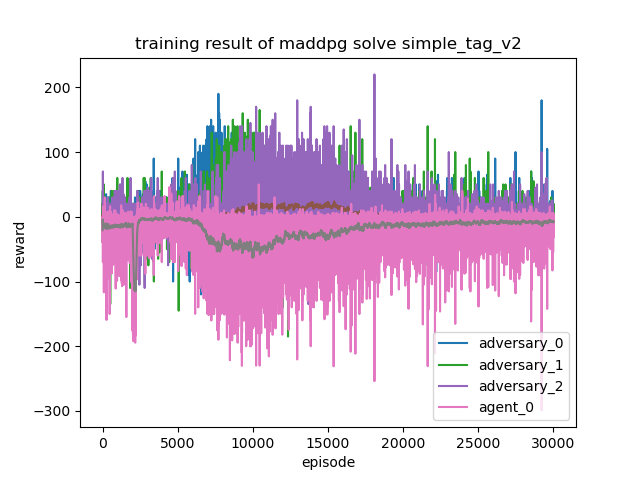 training result of maddpg solve simple_tag_v2
200
100
0
−100
−200
−300
reward
0
5000
10000
15000
20000
25000
30000
episode
adversary_0
adversary_1
adversary_2
agent_0